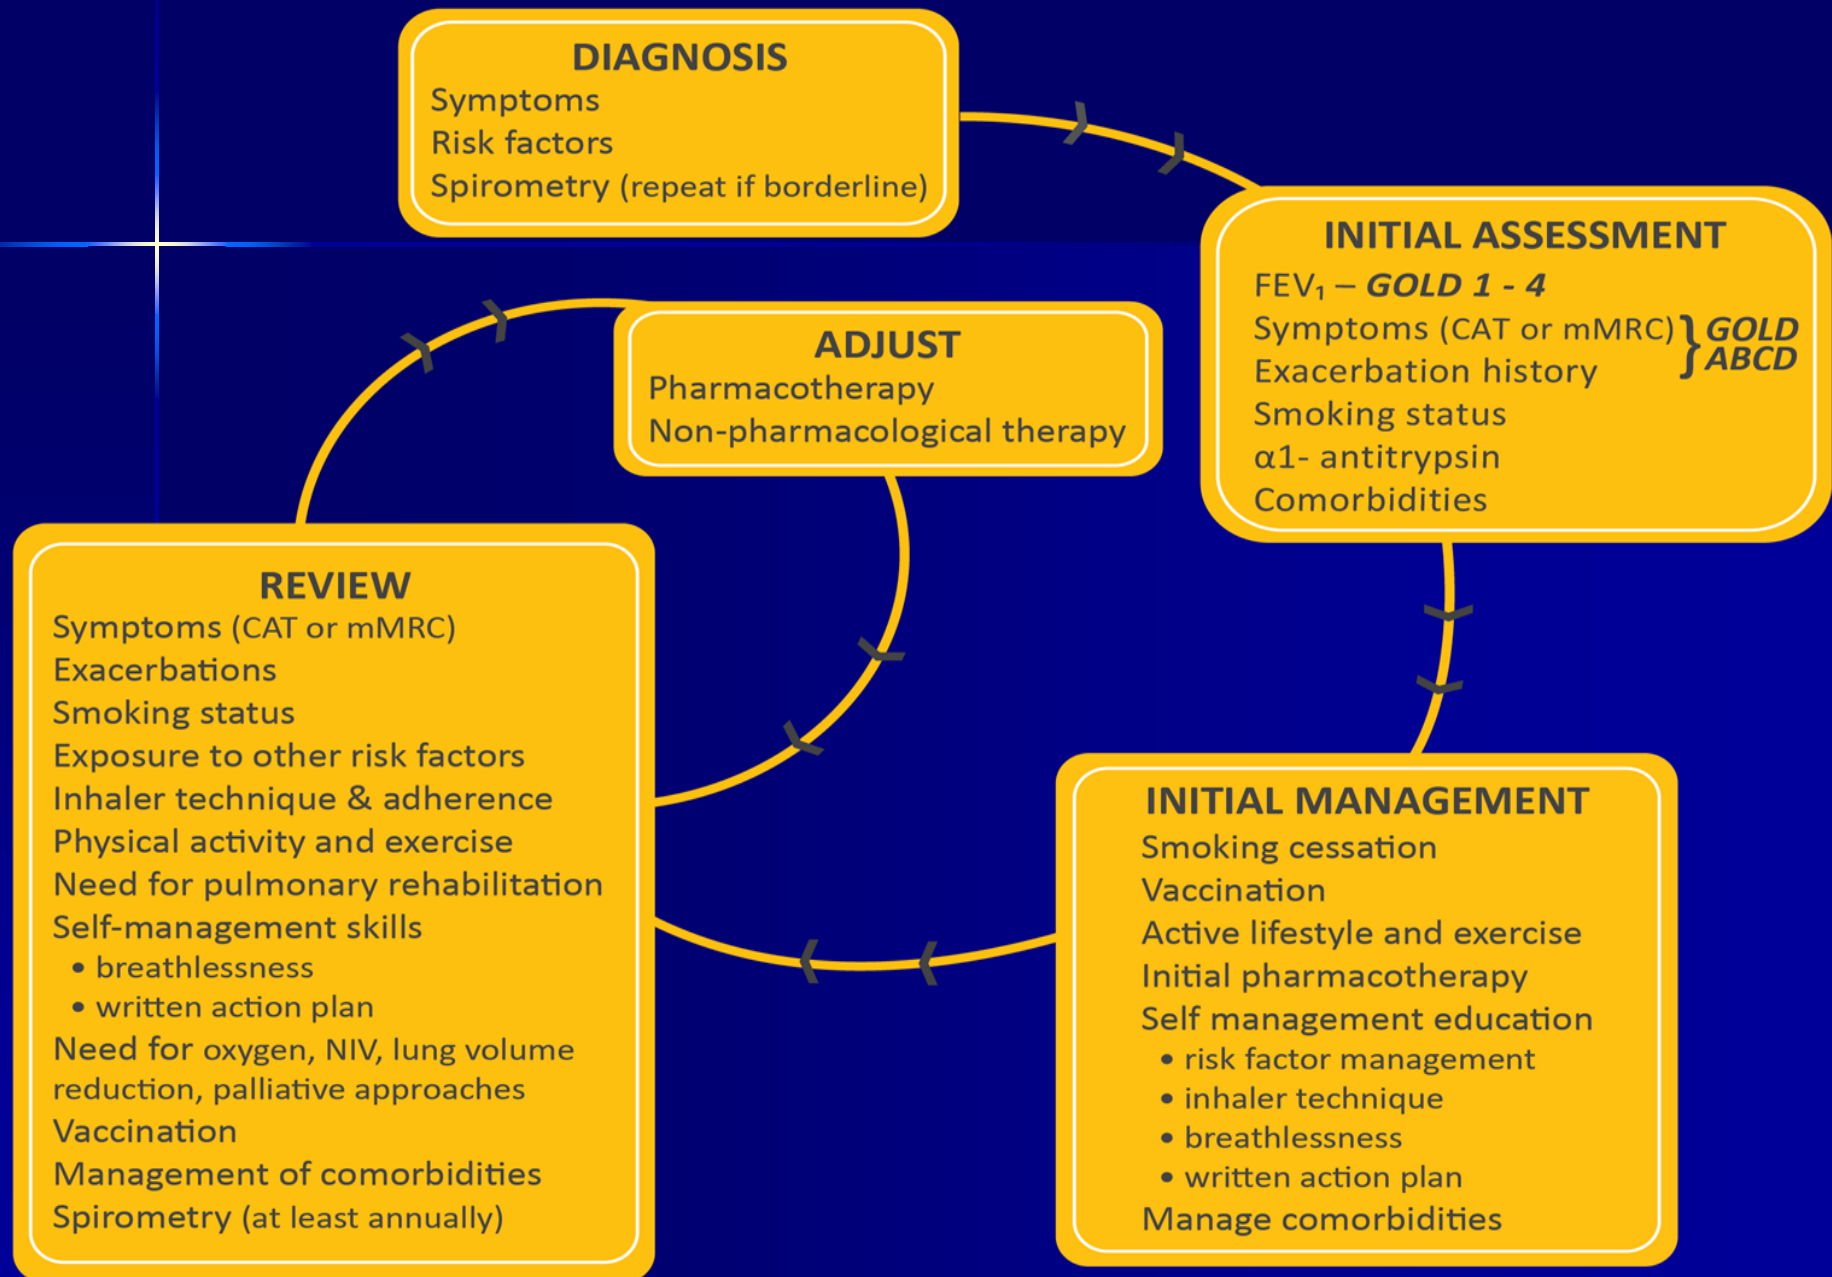 DIAGNOSIS
Symptoms
Risk factors
Spirometry (repeat if borderline)
INITIAL ASSESSMENT
FEV₁ – GOLD 1 - 4
Symptoms (CAT or mMRC) } GOLD
ABCD
Exacerbation history
Smoking status
α1- antitrypsin
Comorbidities
ADJUST
Pharmacotherapy
Non-pharmacological therapy
REVIEW
Symptoms (CAT or mMRC)
Exacerbations
Smoking status
Exposure to other risk factors
Inhaler technique & adherence
Physical activity and exercise
Need for pulmonary rehabilitation
Self-management skills
• breathlessness
• written action plan
Need for oxygen, NIV, lung volume
reduction, palliative approaches
Vaccination
Management of comorbidities
Spirometry (at least annually)
INITIAL MANAGEMENT
Smoking cessation
Vaccination
Active lifestyle and exercise
Initial pharmacotherapy
Self management education
• risk factor management
• inhaler technique
• breathlessness
• written action plan
Manage comorbidities